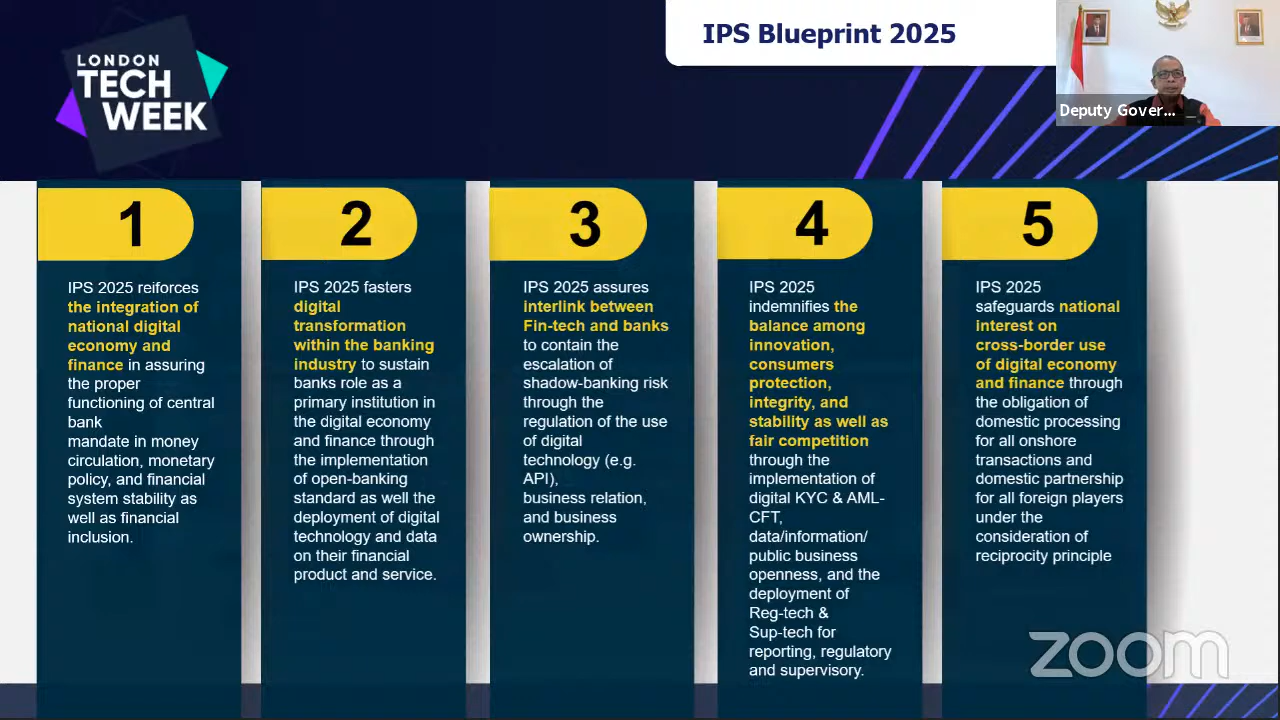 LONDON
TECH
WEEK
IPS Blueprint 2025
Deputy Gover...
1
IPS 2025 reiforces
the integration of
national digital
economy and
finance in assuring
the proper
functioning of central
bank
mandate in money
circulation, monetary
policy, and financial
system stability as
well as financial
inclusion.
2
IPS 2025 fasters
digital
transformation
within the banking
industry to sustain
banks role as a
primary institution in
the digital economy
and finance through
the implementation
of open-banking
standard as well the
deployment of digital
technology and data
on their financial
product and service.
3
IPS 2025 assures
interlink between
Fin-tech and banks
to contain the
escalation of
shadow-banking risk
through the
regulation of the use
of digital
technology (e.g.
API),
business relation,
and business
ownership.
4
IPS 2025
indemnifies the
balance among
innovation,
consumers
protection,
integrity, and
stability as well as
fair competition
through the
implementation of
digital KYC & AML-
CFT,
data/information/
public business
openness, and the
deployment of
Reg-tech &
Sup-tech for
reporting, regulatory
and supervisory.
5
IPS 2025
safeguards national
interest on
cross-border use
of digital economy
and finance through
the obligation of
domestic processing
for all onshore
transactions and
domestic partnership
for all foreign players
under the
consideration of
reciprocity principle
zoom